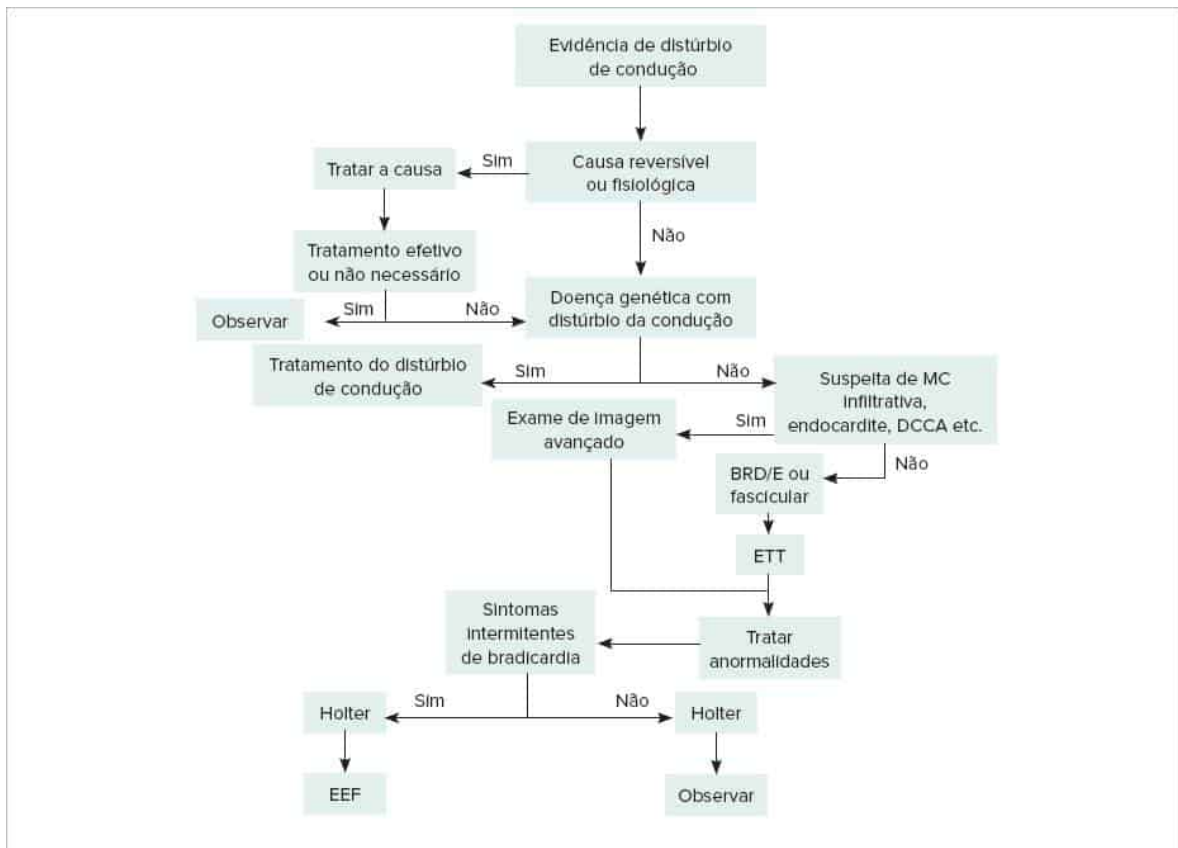 Evidência de distúrbio
de condução
Sim
Tratar a causa
Causa reversível
ou fisiológica
Não
Tratamento efetivo
ou não necessário
Sim
Não
Observar
Doença genética com
distúrbio da condução
Tratamento do distúrbio
de condução
Sim
Não
Suspeita de MC
infiltrativa,
endocardite, DCCA etc.
Exame de imagem
avançado
Sim
Não
BRD/E ou
fascicular
ETT
Sintomas
intermitentes
de bradicardia
Tratar
anormalidades
Sim
Não
Holter
Holter
EEF
Observar